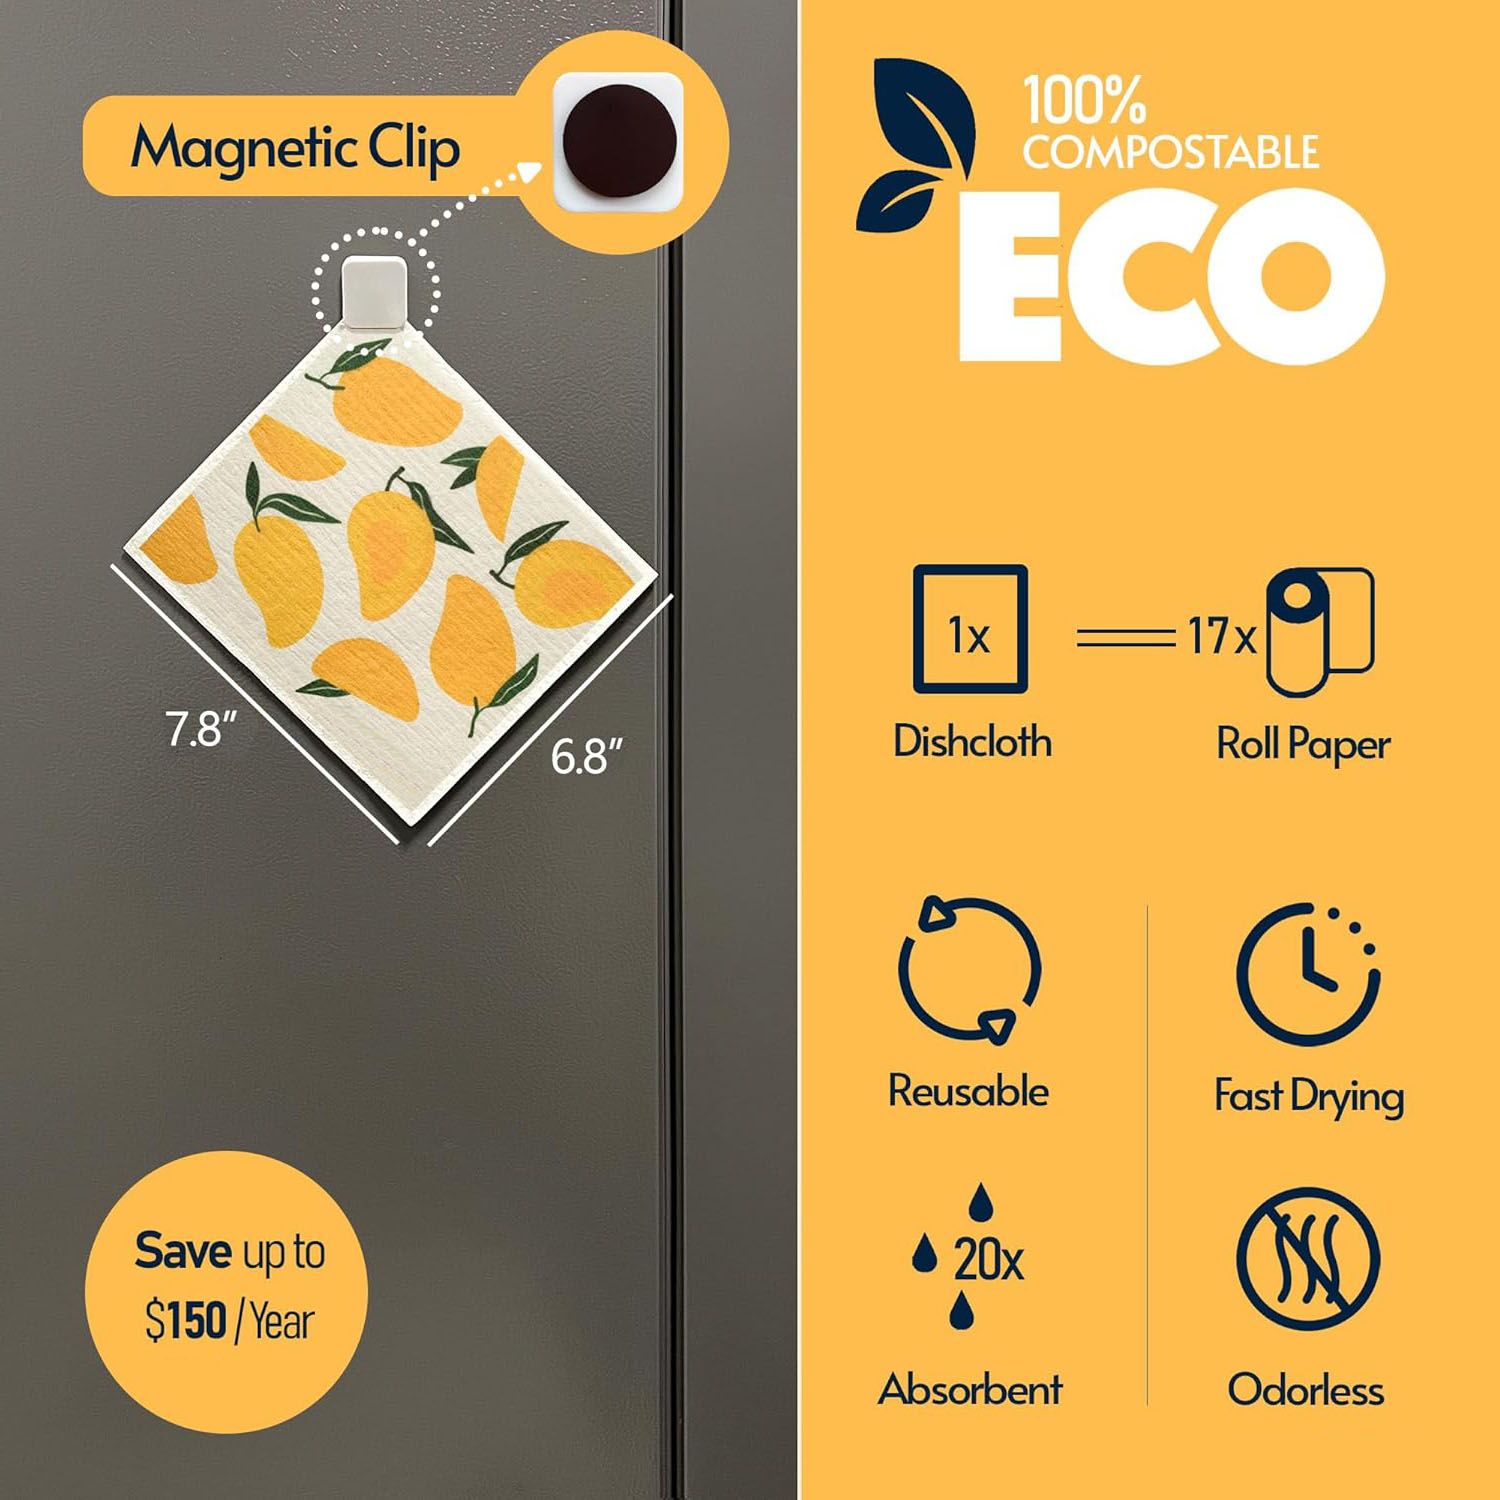 Magnetic Clip
7.8"
6.8"
Save up to
$150/Year
100%
COMPOSTABLE
ECO
1x
17x
Dishcloth
Roll Paper
Reusable
Fast Drying
20x
Absorbent
Odorless